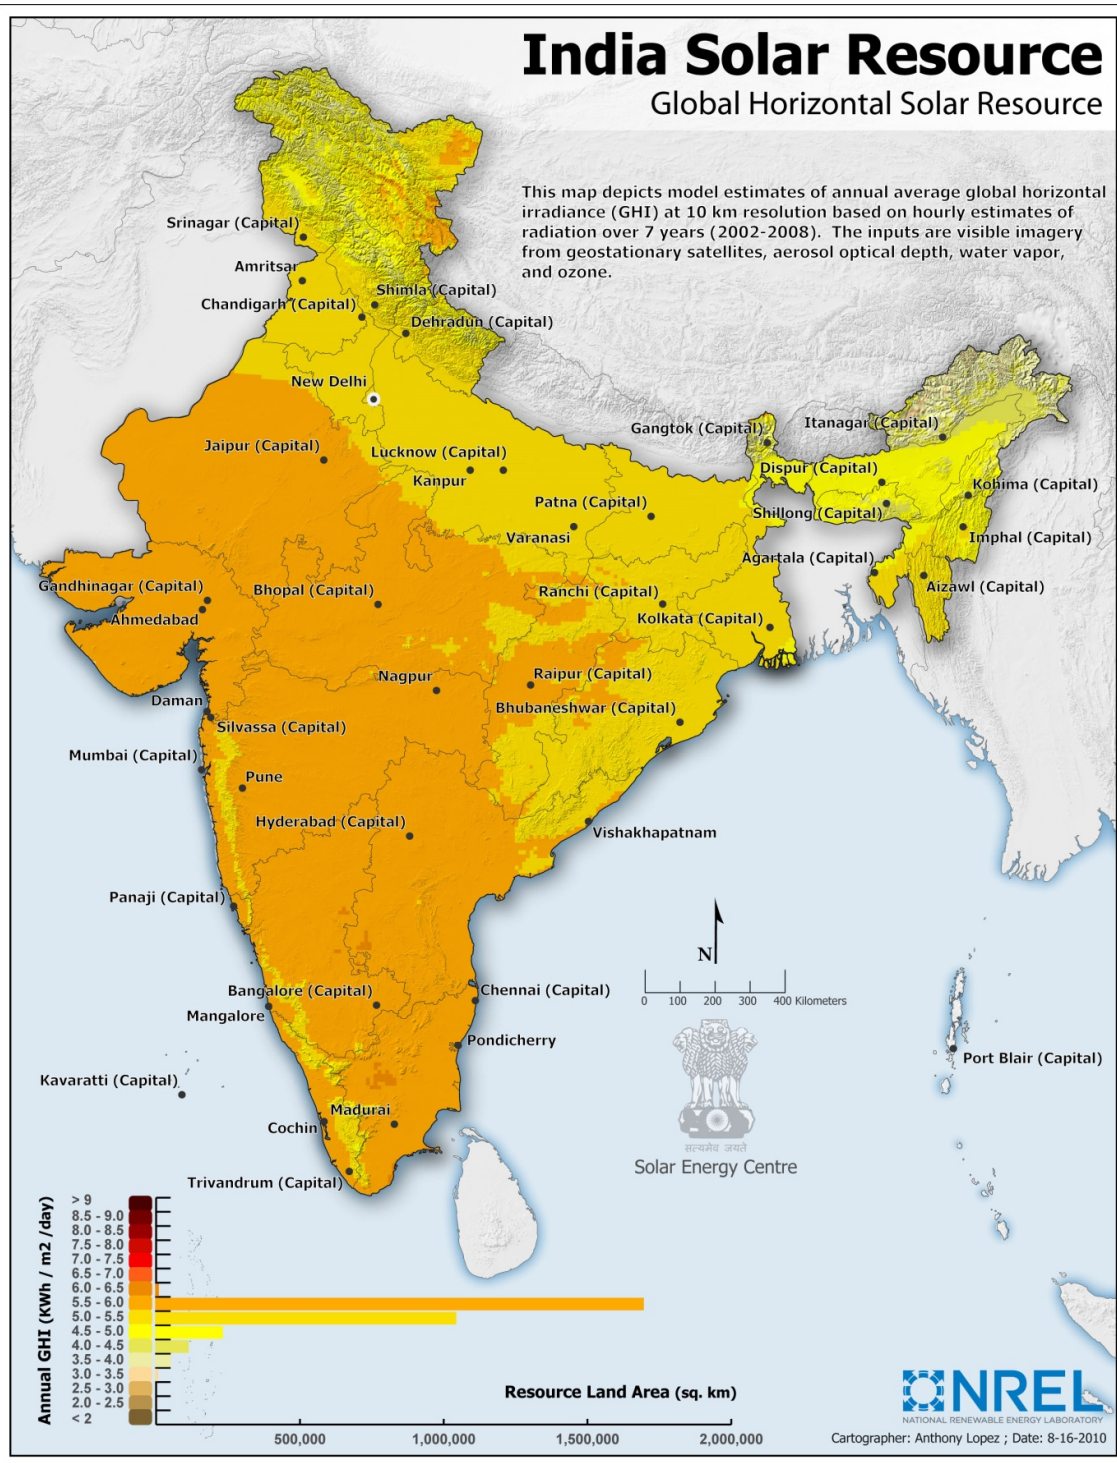 India Solar Resource
Global Horizontal Solar Resource
This map depicts model estimates of annual average global horizontal
irradiance (GHI) at 10 km resolution based on hourly estimates of
radiation over 7 years (2002-2008). The inputs are visible imagery
from geostationary satellites, aerosol optical depth, water vapor,
and ozone.
Srinagar (Capital)
Amritsar
Shimla (Capital)
Chandigarh (Capital)
Dehradun (Capital)
New Delhi
Gangtok (Capital)
Itanagar (Capital)
Jaipur (Capital)
Lucknow (Capital)
Dispur (Capital)
Kanpur
Kohima (Capital)
Patna (Capital)
Shillong (Capital)
Varanasi
Imphal (Capital)
Agartala (Capital)
Gandhinagar (Capital)
Bhopal (Capital)
Ranchi (Capital)
Aizawl (Capital)
Ahmedabad
Kolkata (Capital)
Nagpur
Raipur (Capital)
Daman
Bhubaneshwar (Capital)
Silvassa (Capital)
Mumbai (Capital)
Pune
Hyderabad (Capital)
Vishakhapatnam
Panaji (Capital)
N
Bangalore (Capital)
Chennai (Capital)
0 100 200 300 400 Kilometers
Mangalore
Pondicherry
Port Blair (Capital)
Kavaratti (Capital)
Madurai
Cochin
सत्यमेव जयते
Solar Energy Centre
Trivandrum (Capital)
Annual GHI (KWh / m2 /day)
> 9
8.5 - 9.0
8.0 - 8.5
7.5 - 8.0
7.0 - 7.5
6.5 - 7.0
6.0 - 6.5
5.5 - 6.0
5.0 - 5.5
4.5 - 5.0
4.0 - 4.5
3.5 - 4.0
3.0 - 3.5
2.5 - 3.0
2.0 - 2.5
< 2
Resource Land Area (sq. km)
500,000 1,000,000 1,500,000 2,000,000
NREL
NATIONAL RENEWABLE ENERGY LABORATORY
Cartographer: Anthony Lopez ; Date: 8-16-2010